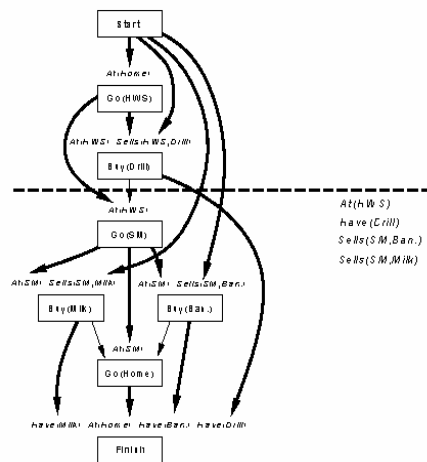 Start
At(Home)
Go(HWS)
At(HWS) Sells(HWS,Drill)
Buy(Drill)
At(HWS)
At(HWS)
Have(Drill)
Go(SM)
Sells(SM,Ban.)
Sells(SM,Milk)
At(SM) Sells(SM,Milk) At(SM) Sells(SM,Ban.)
Buy(Milk) Buy(Ban.)
At(SM)
Go(Home)
Have(Milk) At(Home) Have(Ban.) Have(Drill)
Finish